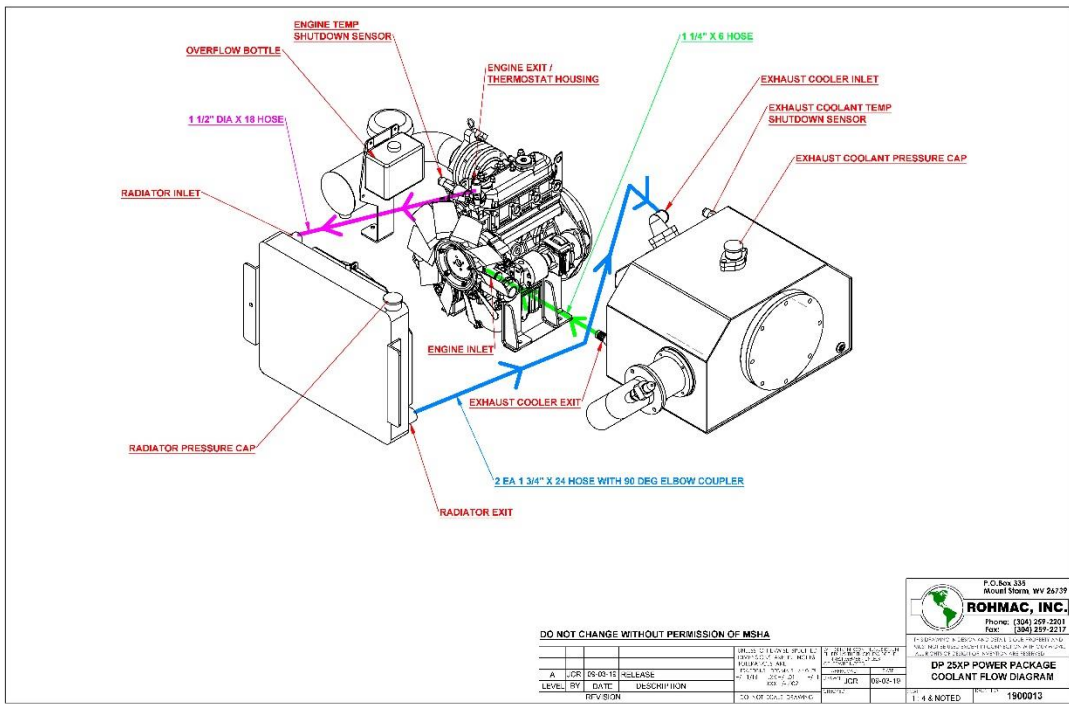 ENGINE TEMP
SHUTDOWN SENSOR
OVERFLOW BOTTLE
1 1/4" X 6 HOSE
ENGINE EXIT /
THERMOSTAT HOUSING
EXHAUST COOLER INLET
1 1/2" DIA X 18 HOSE
EXHAUST COOLANT TEMP
SHUTDOWN SENSOR
EXHAUST COOLANT PRESSURE CAP
RADIATOR INLET
ENGINE INLET
EXHAUST COOLER EXIT
RADIATOR PRESSURE CAP
2 EA 1 3/4" X 24 HOSE WITH 90 DEG ELBOW COUPLER
RADIATOR EXIT
P.O.Box 335
Mount Storm, WV 26739
ROHMAC, INC.
Phone: (304) 259-2201
Fax: (304) 259-2217
DO NOT CHANGE WITHOUT PERMISSION OF MSHA
A JCR 09-03-19 RELEASE
LEVEL BY DATE DESCRIPTION
REVISION
DO NOT SCALE DRAWING
JCR 09-03-19
DP 25XP POWER PACKAGE
COOLANT FLOW DIAGRAM
1:4 & NOTED
1900013